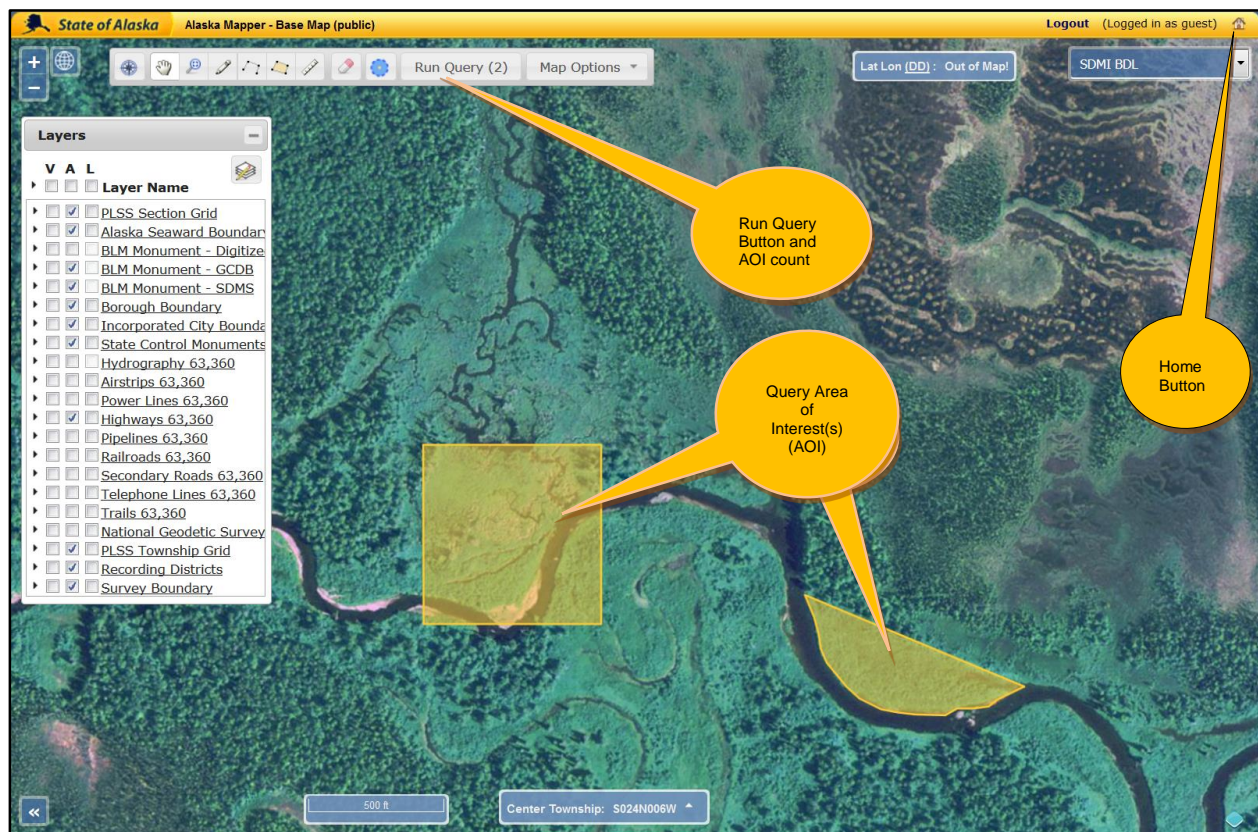 State of Alaska Alaska Mapper - Base Map (public) Logout (Logged in as guest)
+
−
Run Query (2) Map Options
Lat Lon (DD) : Out of Map!
SDMI BDL
Layers
V A L
Layer Name
PLSS Section Grid
Alaska Seaward Boundary
BLM Monument - Digitize
BLM Monument - GCDB
BLM Monument - SDMS
Borough Boundary
Incorporated City Bounda
State Control Monuments
Hydrography 63,360
Airstrips 63,360
Power Lines 63,360
Highways 63,360
Pipelines 63,360
Railroads 63,360
Secondary Roads 63,360
Telephone Lines 63,360
Trails 63,360
National Geodetic Survey
PLSS Township Grid
Recording Districts
Survey Boundary
Run Query
Button and
AOI count
Query Area
of
Interest(s)
(AOI)
Home
Button
«
500 ft
Center Township: S024N006W